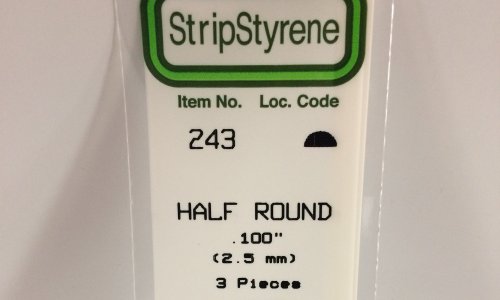 StripStyrene
Item No. Loc. Code
243
HALF ROUND
.100"
(2.5 mm)
3 Pieces